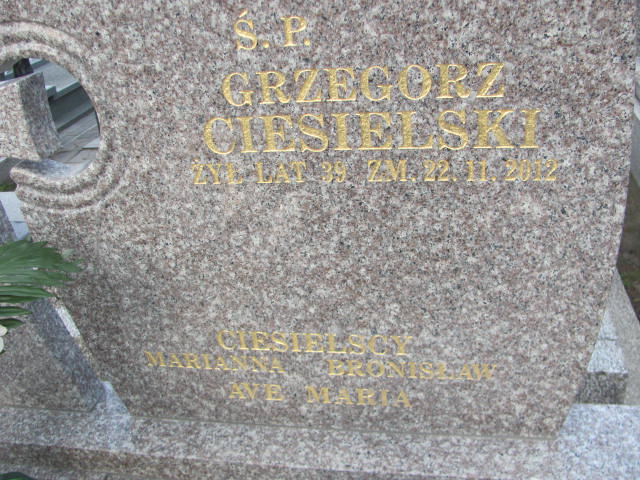 Ś. P.
GRZEGORZ
CIESIELSKI
ŻYŁ LAT 39 ZM. 22. 11. 2012
CIESIELSCY
MARIANNA BRONISŁAW
AVE MARIA